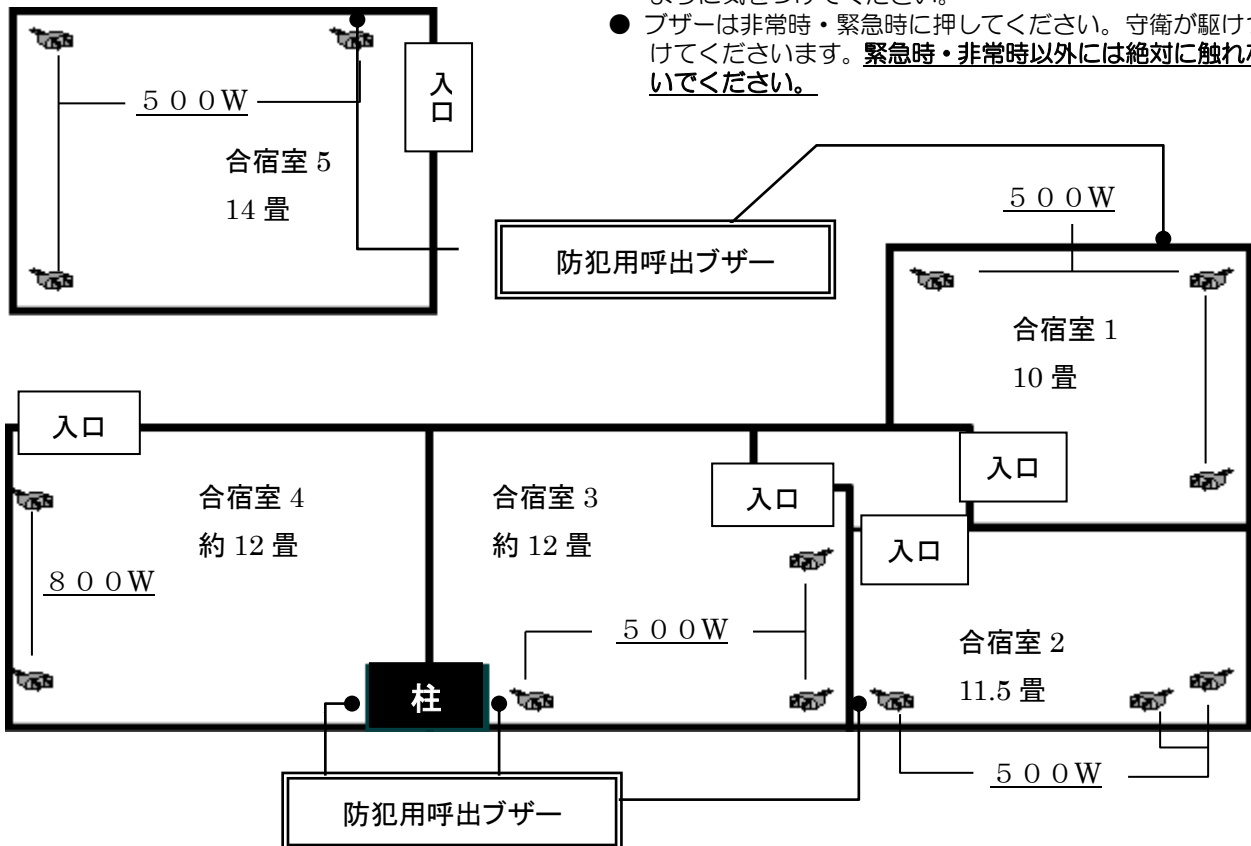 ように気をつけてください。
● ブザーは非常時・緊急時に押してください。守衛が駆けつ
けてくださいます。緊急時・非常時以外には絶対に触れな
いでください。
５００W
入口
合宿室 5
14 畳
防犯用呼出ブザー
５００W
合宿室 1
10 畳
入口
入口
合宿室 4
約 12 畳
８００W
合宿室 3
約 12 畳
入口
入口
５００W
合宿室 2
11.5 畳
柱
５００W
防犯用呼出ブザー